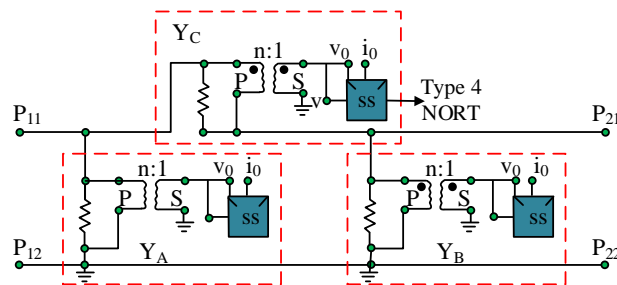 Y_C
n:1
v_0 i_0
P S
v
ss
Type 4
NORT
P_11
P_21
n:1
v_0 i_0
P S
ss
Y_A
n:1
v_0 i_0
P S
ss
Y_B
P_12
P_22